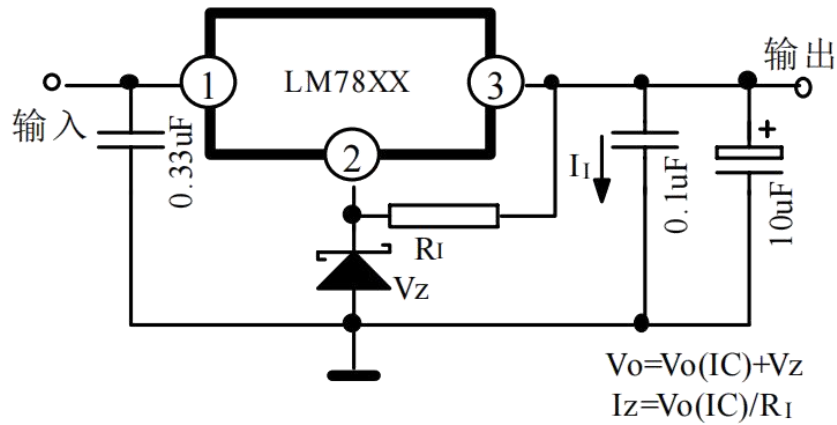 输出
1
LM78XX
3
输入
0.33uF
2
II
0.1uF
+
10uF
RI
Vz
Vo=Vo(IC)+Vz
Iz=Vo(IC)/RI